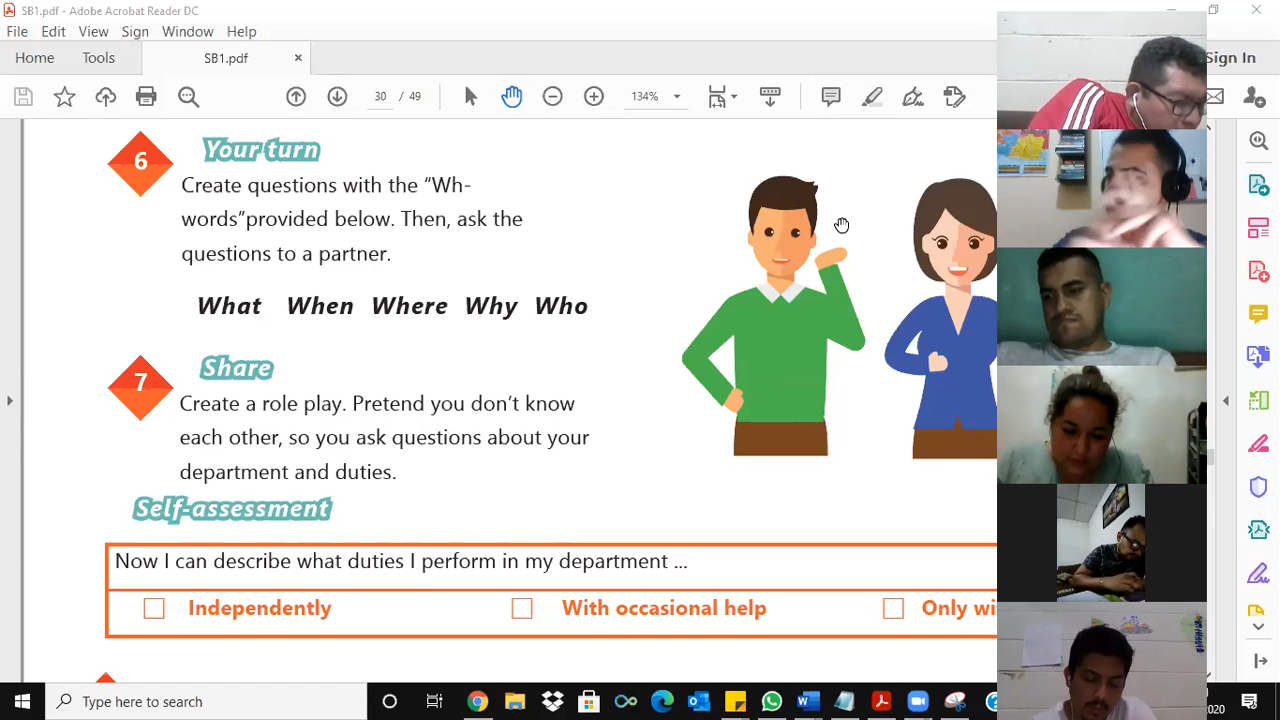 SB1.pdf - Adobe Acrobat Reader DC
File Edit View Sign Window Help
Home Tools SB1.pdf × Sign In
30 / 49 134%
6 Your turn
Create questions with the “Wh-
words”provided below. Then, ask the
questions to a partner.
What When Where Why Who
7 Share
Create a role play. Pretend you don’t know
each other, so you ask questions about your
department and duties.
Self-assessment
Now I can describe what duties I perform in my department ...
Independently With occasional help Only wi
Type here to search
2020